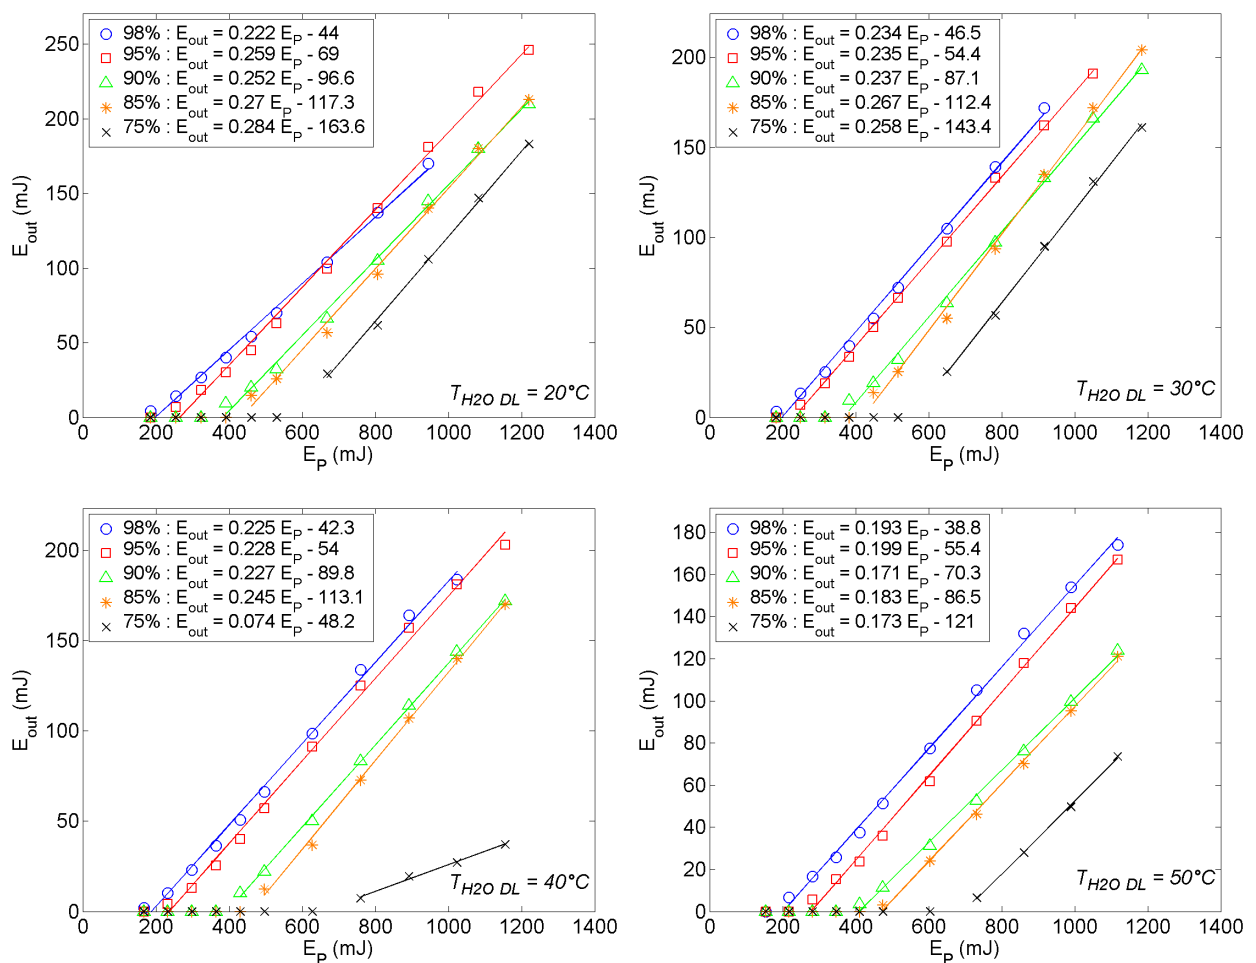 98% : E_out = 0.222 E_P - 44
95% : E_out = 0.259 E_P - 69
90% : E_out = 0.252 E_P - 96.6
85% : E_out = 0.27 E_P - 117.3
75% : E_out = 0.284 E_P - 163.6
250
200
150
100
50
0
E_out (mJ)
T_H2O DL = 20°C
0 200 400 600 800 1000 1200 1400
E_P (mJ)
98% : E_out = 0.234 E_P - 46.5
95% : E_out = 0.235 E_P - 54.4
90% : E_out = 0.237 E_P - 87.1
85% : E_out = 0.267 E_P - 112.4
75% : E_out = 0.258 E_P - 143.4
200
150
100
50
0
E_out (mJ)
T_H2O DL = 30°C
0 200 400 600 800 1000 1200 1400
E_P (mJ)
98% : E_out = 0.225 E_P - 42.3
95% : E_out = 0.228 E_P - 54
90% : E_out = 0.227 E_P - 89.8
85% : E_out = 0.245 E_P - 113.1
75% : E_out = 0.074 E_P - 48.2
200
150
100
50
0
E_out (mJ)
T_H2O DL = 40°C
0 200 400 600 800 1000 1200 1400
E_P (mJ)
98% : E_out = 0.193 E_P - 38.8
95% : E_out = 0.199 E_P - 55.4
90% : E_out = 0.171 E_P - 70.3
85% : E_out = 0.183 E_P - 86.5
75% : E_out = 0.173 E_P - 121
180
160
140
120
100
80
60
40
20
0
E_out (mJ)
T_H2O DL = 50°C
0 200 400 600 800 1000 1200 1400
E_P (mJ)